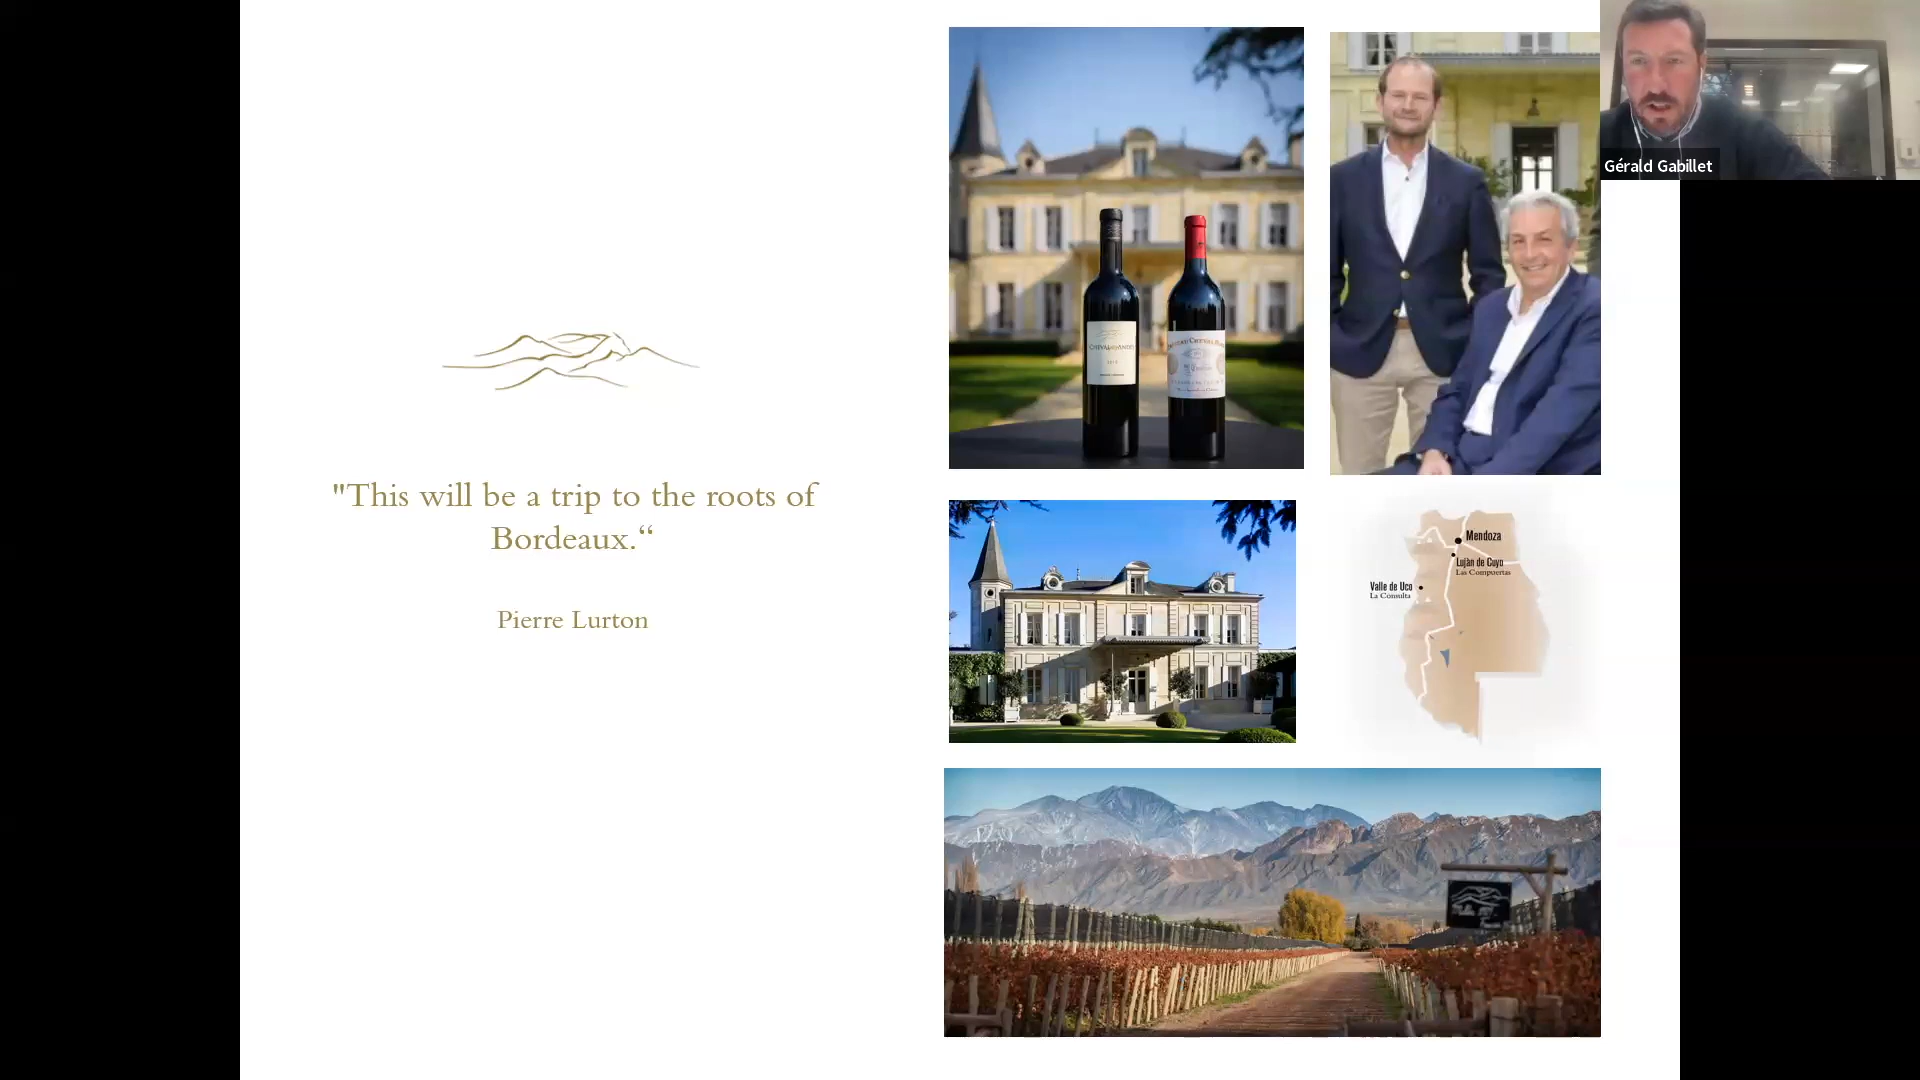 "This will be a trip to the roots of
Bordeaux.“
Pierre Lurton
Gérald Gabillet
Mendoza
Luján de Cuyo
Las Compuertas
Valle de Uco
La Consulta